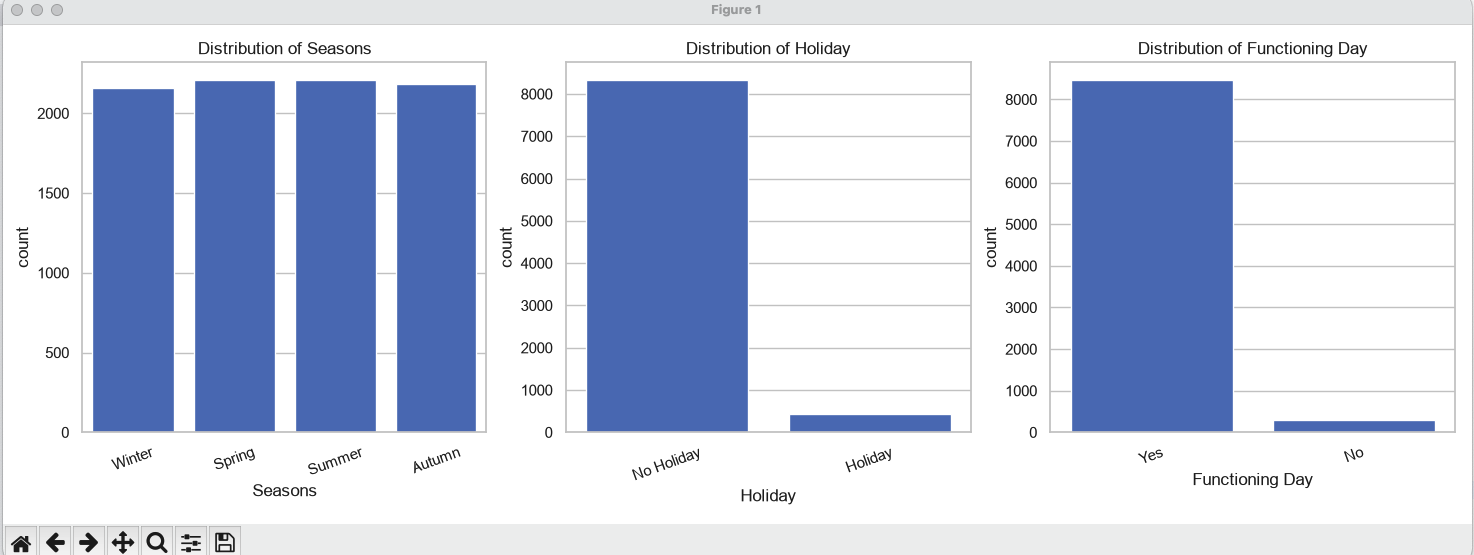 Figure 1
Distribution of Seasons
count
2000
1500
1000
500
0
Winter
Spring
Summer
Autumn
Seasons
Distribution of Holiday
count
8000
7000
6000
5000
4000
3000
2000
1000
0
No Holiday
Holiday
Holiday
Distribution of Functioning Day
count
8000
7000
6000
5000
4000
3000
2000
1000
0
Yes
No
Functioning Day